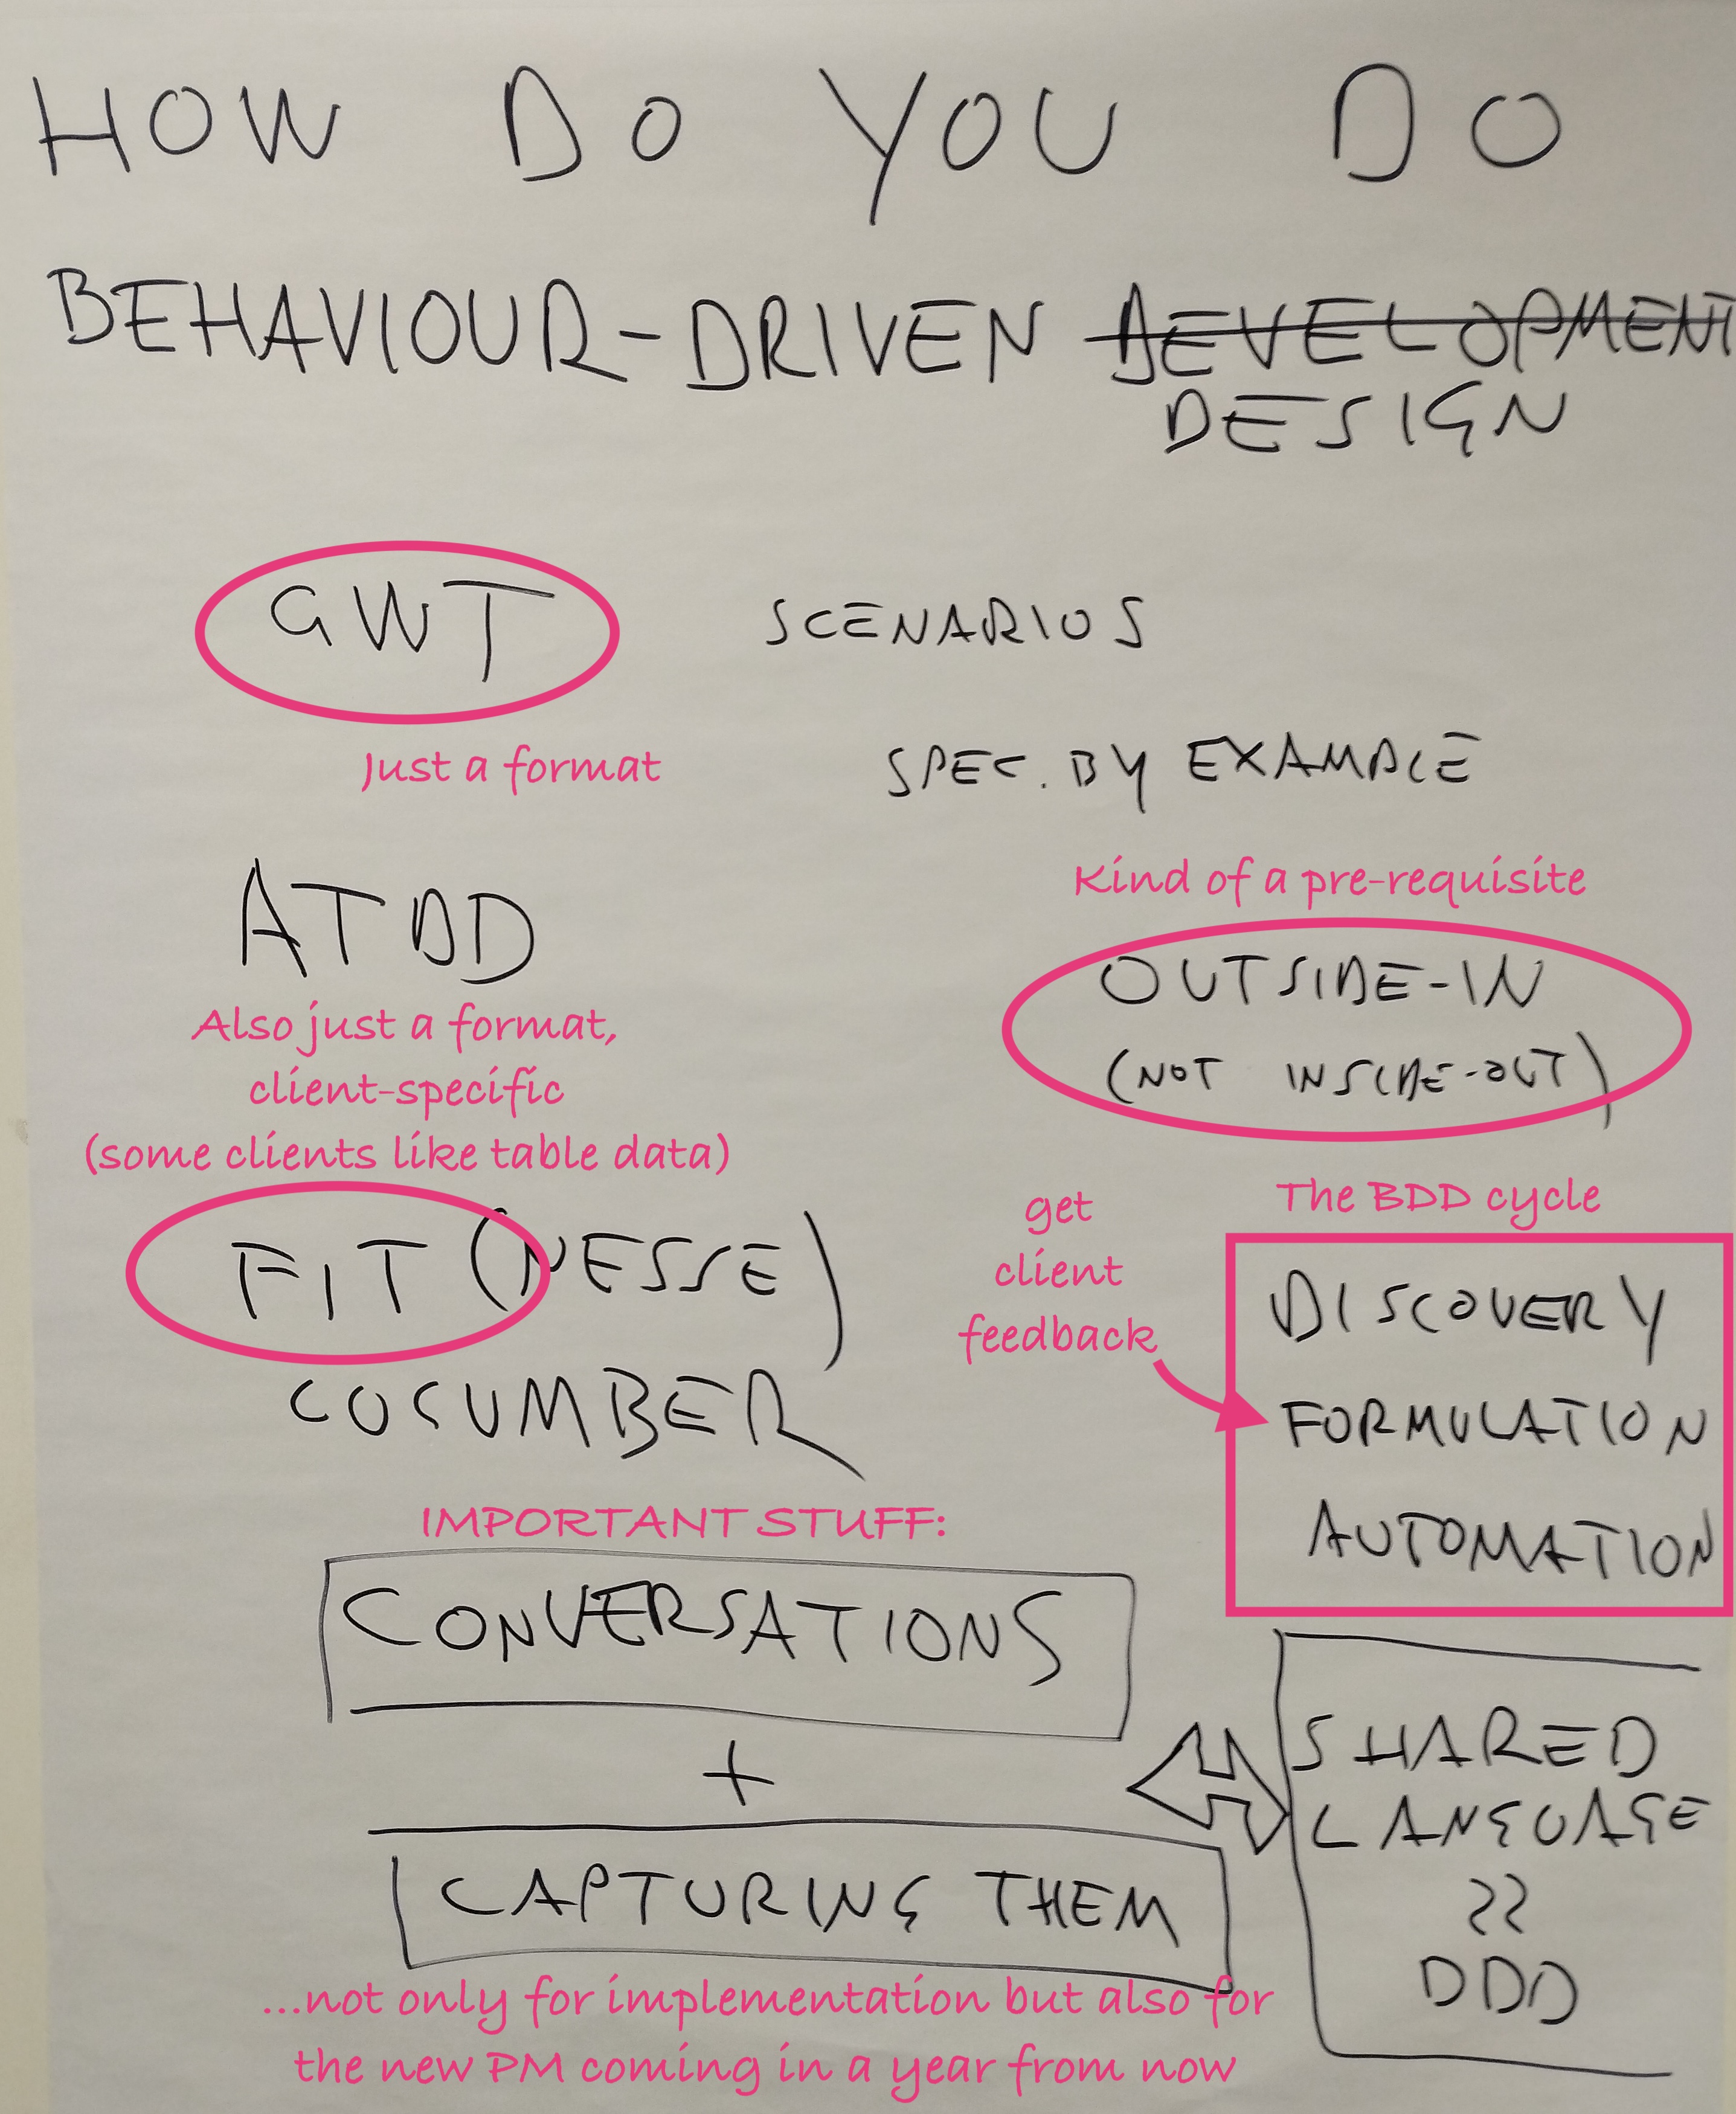 HOW DO YOU DO
BEHAVIOUR-DRIVEN DEVELOPMENT
DESIGN
GWT
SCENARIOS
Just a format
SPEC. BY EXAMPLE
ATDD
Also just a format,
client-specific
(some clients like table data)
Kind of a pre-requisite
OUTSIDE-IN
(NOT INSIDE-OUT)
FIT (NESSE)
CUCUMBER
get
client
feedback
The BDD cycle
DISCOVERY
FORMULATION
AUTOMATION
IMPORTANT STUFF:
CONVERSATIONS
+
CAPTURING THEM
...not only for implementation but also for
the new PM coming in a year from now
SHARED
LANGUAGE
DDD